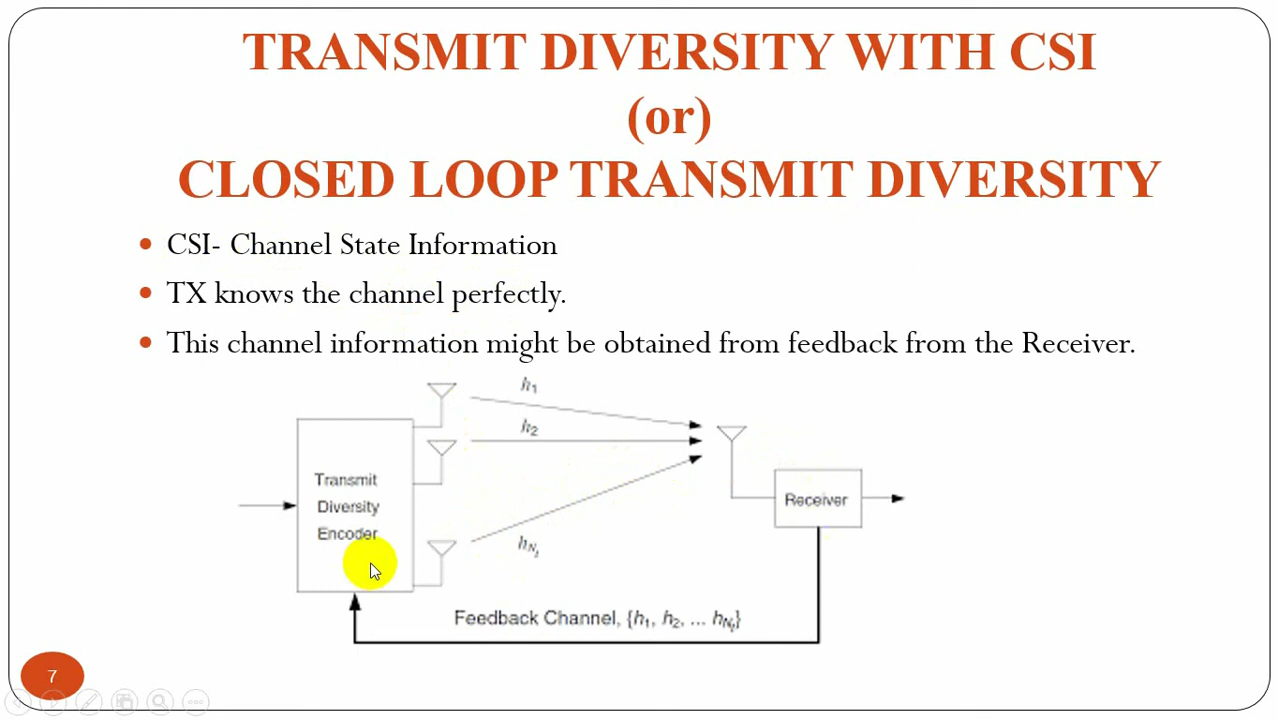 TRANSMIT DIVERSITY WITH CSI
(or)
CLOSED LOOP TRANSMIT DIVERSITY
• CSI- Channel State Information
• TX knows the channel perfectly.
• This channel information might be obtained from feedback from the Receiver.
h1
h2
Transmit
Diversity
Encoder
Receiver
hNt
Feedback Channel, {h1, h2, ... hNt}
7